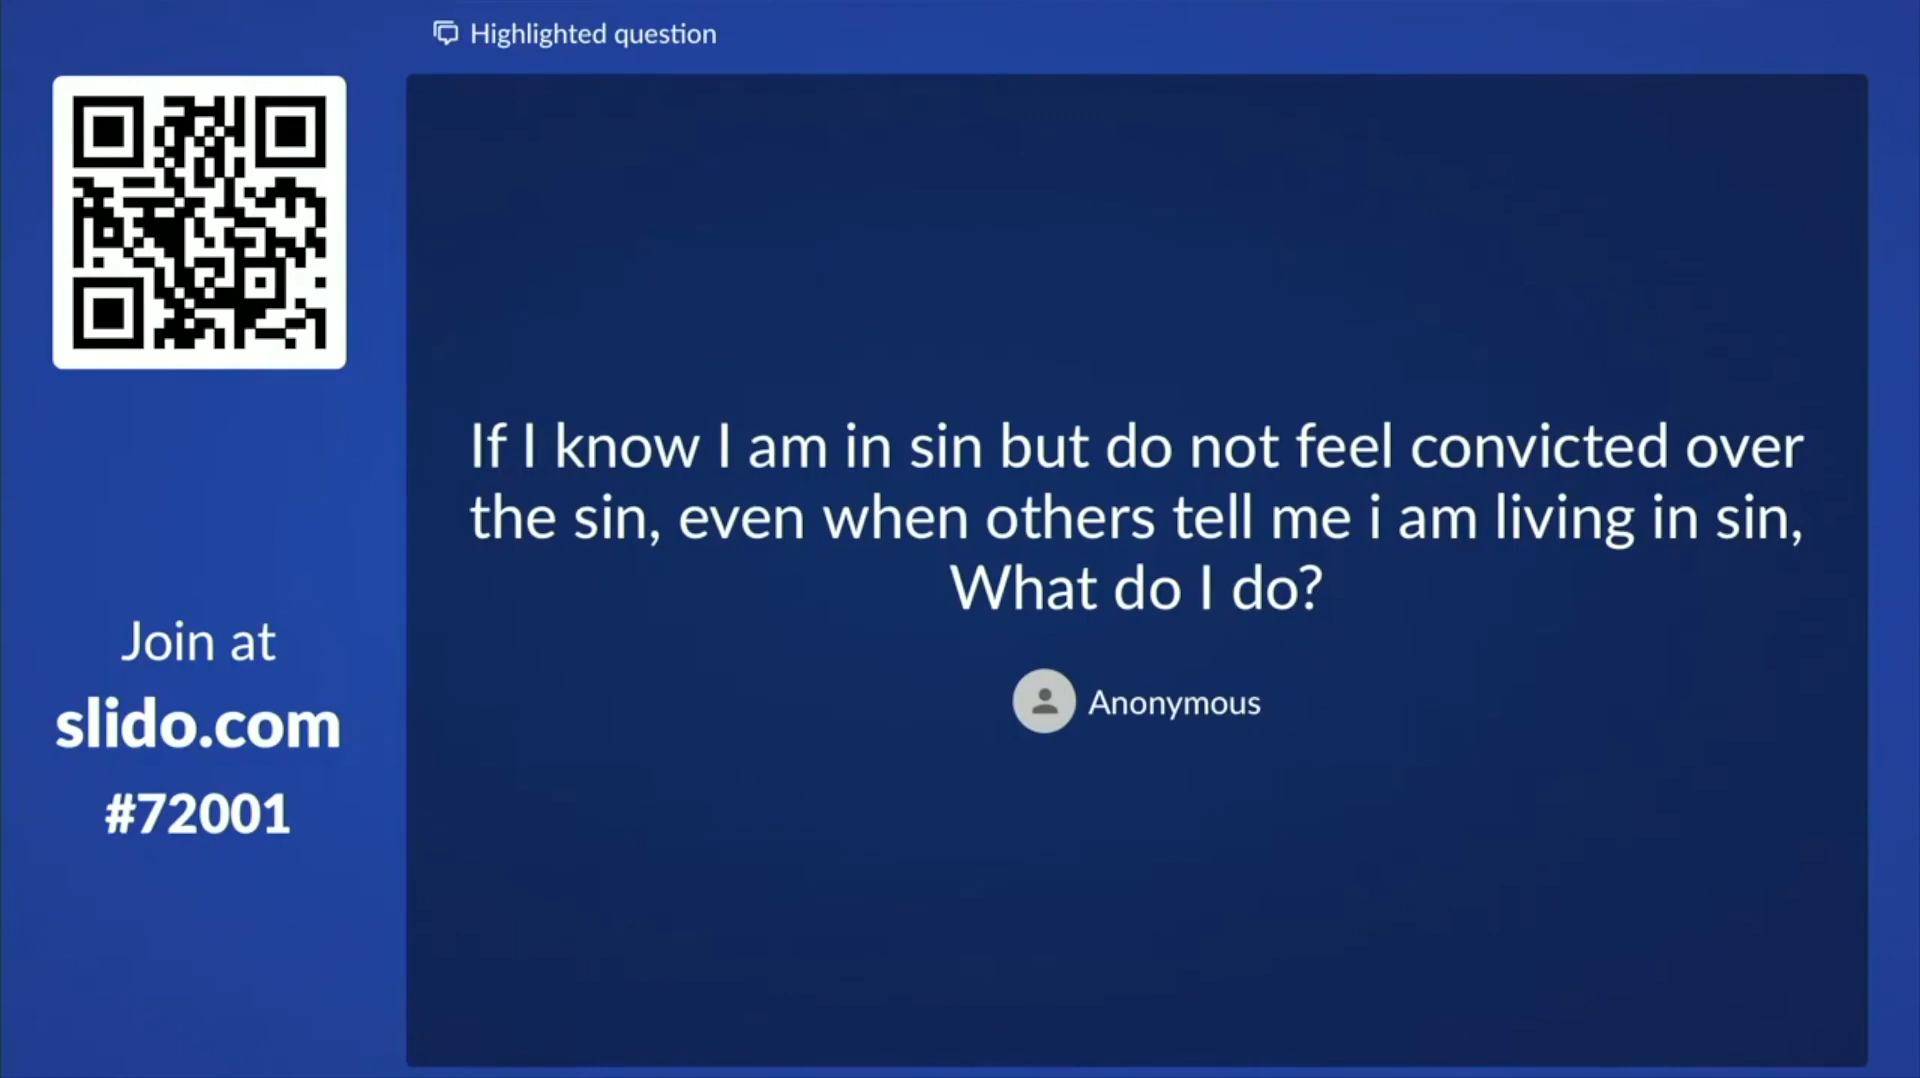 Highlighted question
If I know I am in sin but do not feel convicted over
the sin, even when others tell me i am living in sin,
What do I do?
Anonymous
Join at
slido.com
#72001